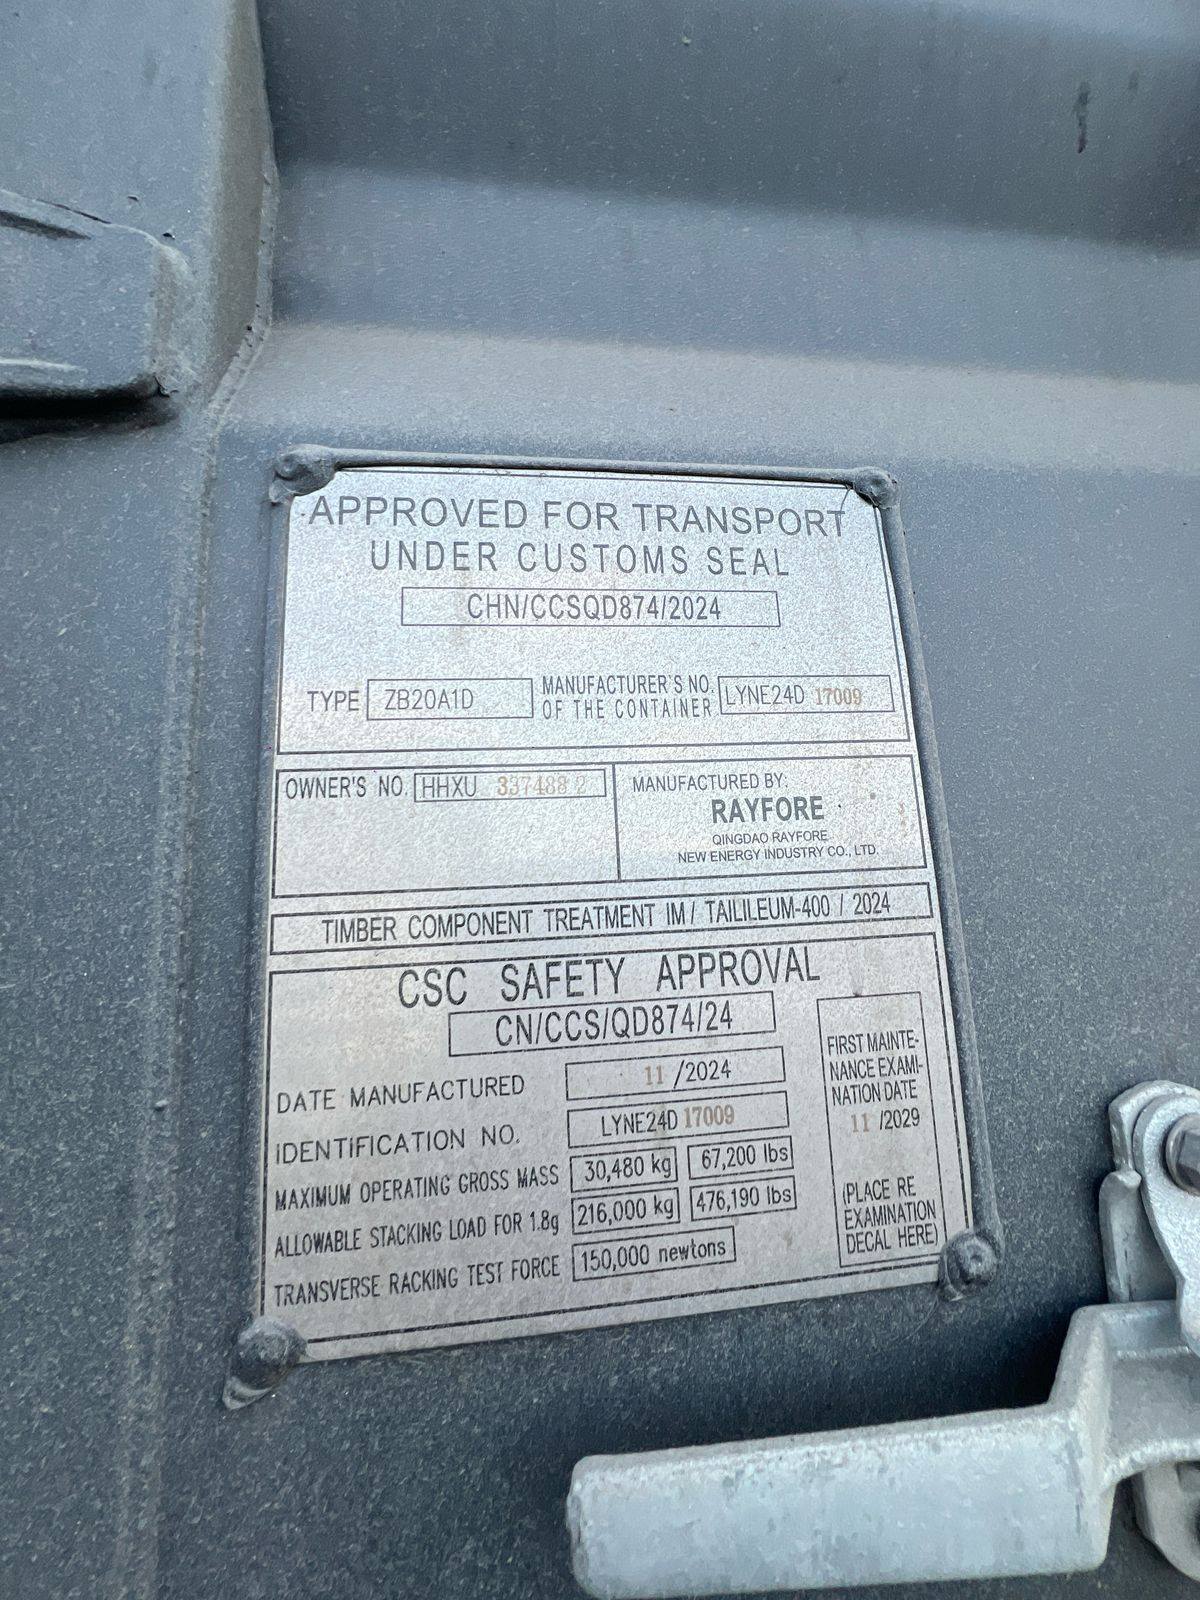 APPROVED FOR TRANSPORT
UNDER CUSTOMS SEAL
CHN/CCSQD874/2024
TYPE ZB20A1D MANUFACTURER'S NO. OF THE CONTAINER LYNE24D 17009
OWNER'S NO. HHXU 337488 2
MANUFACTURED BY:
RAYFORE
QINGDAO RAYFORE
NEW ENERGY INDUSTRY CO., LTD.
TIMBER COMPONENT TREATMENT IM / TAILILEUM-400 / 2024
CSC SAFETY APPROVAL
CN/CCS/QD874/24
DATE MANUFACTURED 11 /2024
IDENTIFICATION NO. LYNE24D 17009
MAXIMUM OPERATING GROSS MASS 30,480 kg 67,200 lbs
ALLOWABLE STACKING LOAD FOR 1.8g 216,000 kg 476,190 lbs
TRANSVERSE RACKING TEST FORCE 150,000 newtons
FIRST MAINTE-
NANCE EXAMI-
NATION DATE
11 /2029
(PLACE RE
EXAMINATION
DECAL HERE)